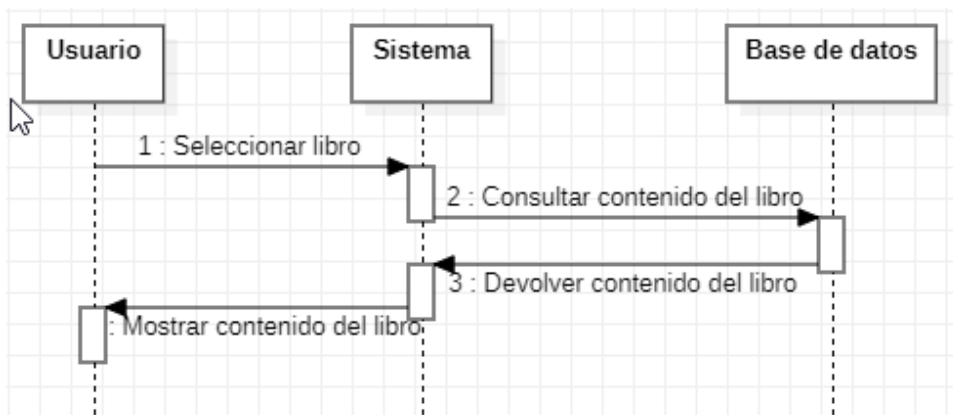 Usuario
Sistema
Base de datos
1 : Seleccionar libro
2 : Consultar contenido del libro
3 : Devolver contenido del libro
: Mostrar contenido del libro